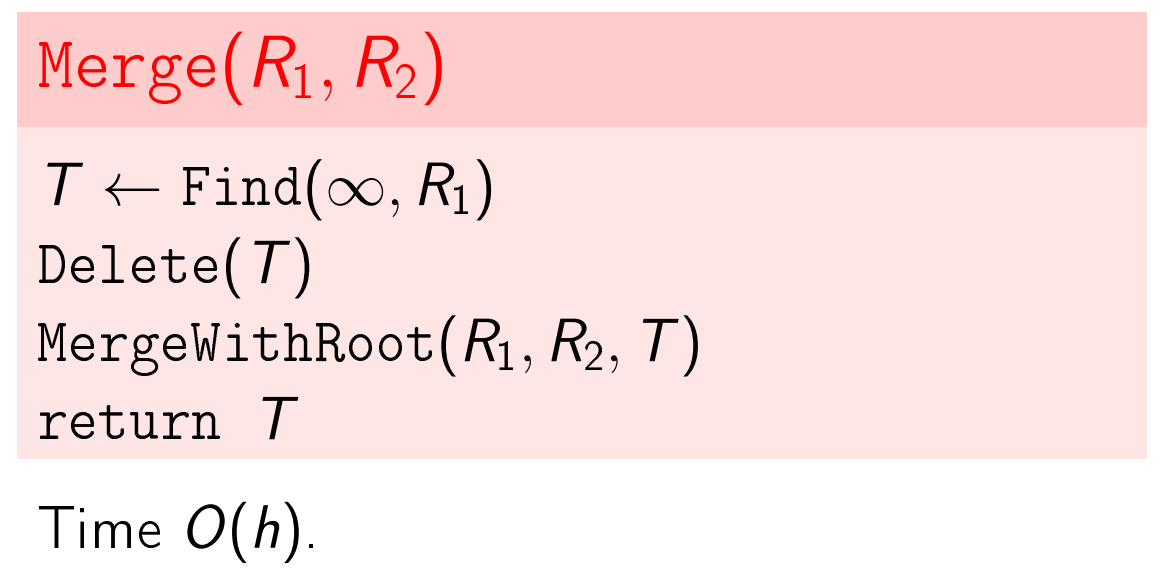 Merge(R₁, R₂)
T ← Find(∞, R₁)
Delete(T)
MergeWithRoot(R₁, R₂, T)
return T
Time O(h).